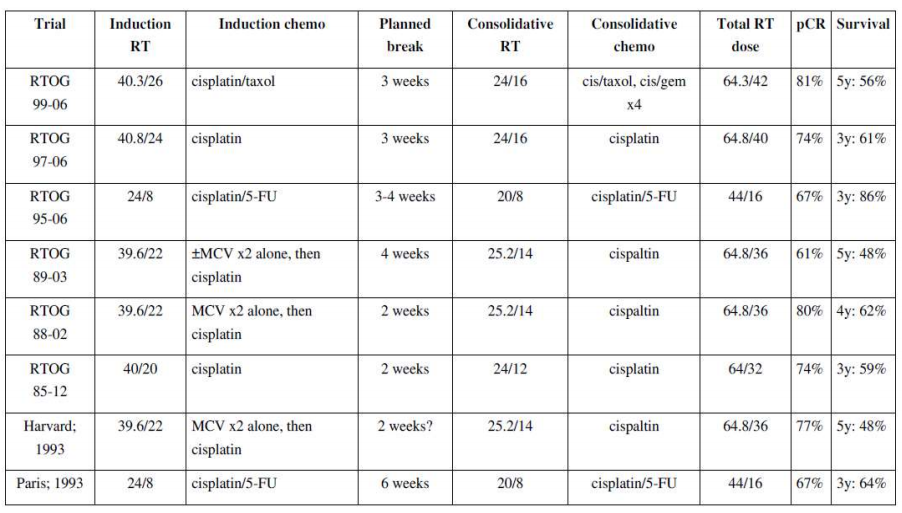 Trial Induction RT Induction chemo Planned break Consolidative RT Consolidative chemo Total RT dose pCR Survival
RTOG 99-06 40.3/26 cisplatin/taxol 3 weeks 24/16 cis/taxol, cis/gem x4 64.3/42 81% 5y: 56%
RTOG 97-06 40.8/24 cisplatin 3 weeks 24/16 cisplatin 64.8/40 74% 3y: 61%
RTOG 95-06 24/8 cisplatin/5-FU 3-4 weeks 20/8 cisplatin/5-FU 44/16 67% 3y: 86%
RTOG 89-03 39.6/22 ±MCV x2 alone, then cisplatin 4 weeks 25.2/14 cispaltin 64.8/36 61% 5y: 48%
RTOG 88-02 39.6/22 MCV x2 alone, then cisplatin 2 weeks 25.2/14 cispaltin 64.8/36 80% 4y: 62%
RTOG 85-12 40/20 cisplatin 2 weeks 24/12 cisplatin 64/32 74% 3y: 59%
Harvard; 1993 39.6/22 MCV x2 alone, then cisplatin 2 weeks? 25.2/14 cispaltin 64.8/36 77% 5y: 48%
Paris; 1993 24/8 cisplatin/5-FU 6 weeks 20/8 cisplatin/5-FU 44/16 67% 3y: 64%